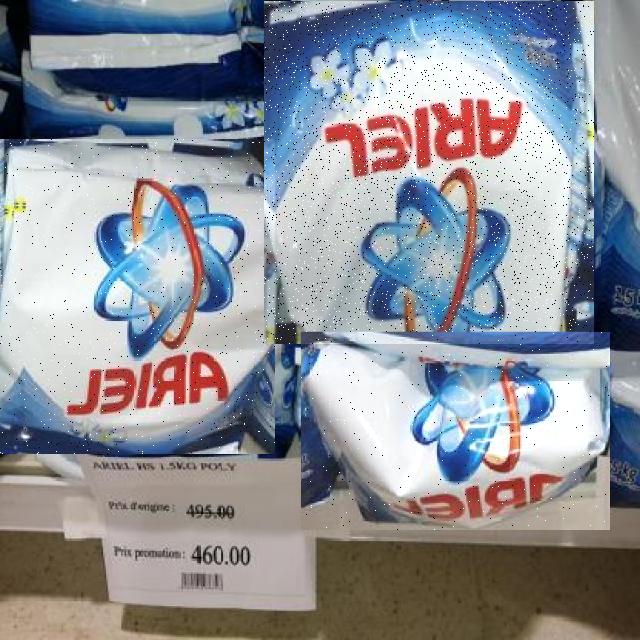 ARIEL
ARIEL
ARIEL
ARIEL HS 1.5KG POLY
Prix d'origine : 495.00
Prix promotion : 460.00